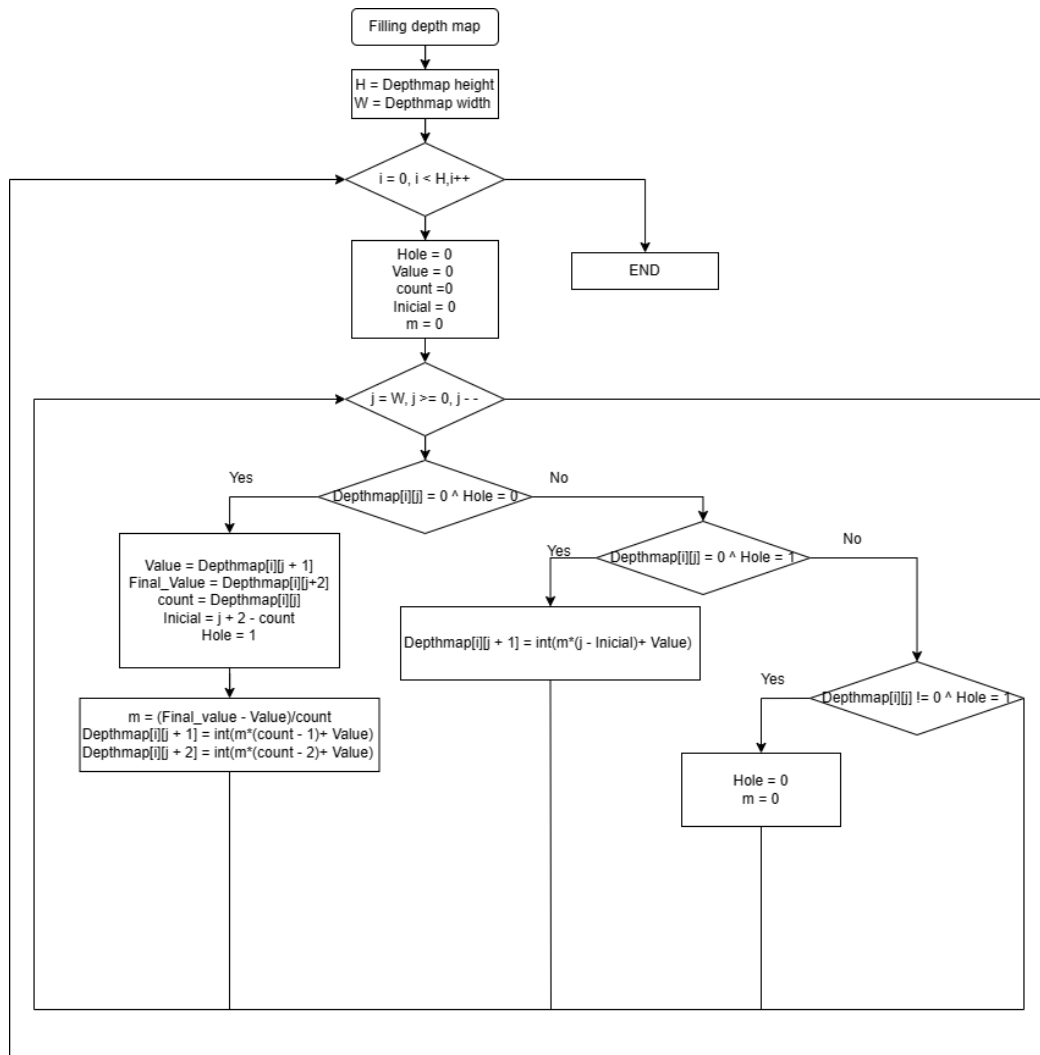 Filling depth map
H = Depthmap height
W = Depthmap width
i = 0, i < H,i++
Hole = 0
Value = 0
count =0
Inicial = 0
m = 0
END
j = W, j >= 0, j - -
Yes
No
Depthmap[i][j] = 0 ^ Hole = 0
Value = Depthmap[i][j + 1]
Final_Value = Depthmap[i][j+2]
count = Depthmap[i][j]
Inicial = j + 2 - count
Hole = 1
m = (Final_value - Value)/count
Depthmap[i][j + 1] = int(m*(count - 1)+ Value)
Depthmap[i][j + 2] = int(m*(count - 2)+ Value)
Yes
No
Depthmap[i][j] = 0 ^ Hole = 1
Depthmap[i][j + 1] = int(m*(j - Inicial)+ Value)
Yes
Depthmap[i][j] != 0 ^ Hole = 1
Hole = 0
m = 0